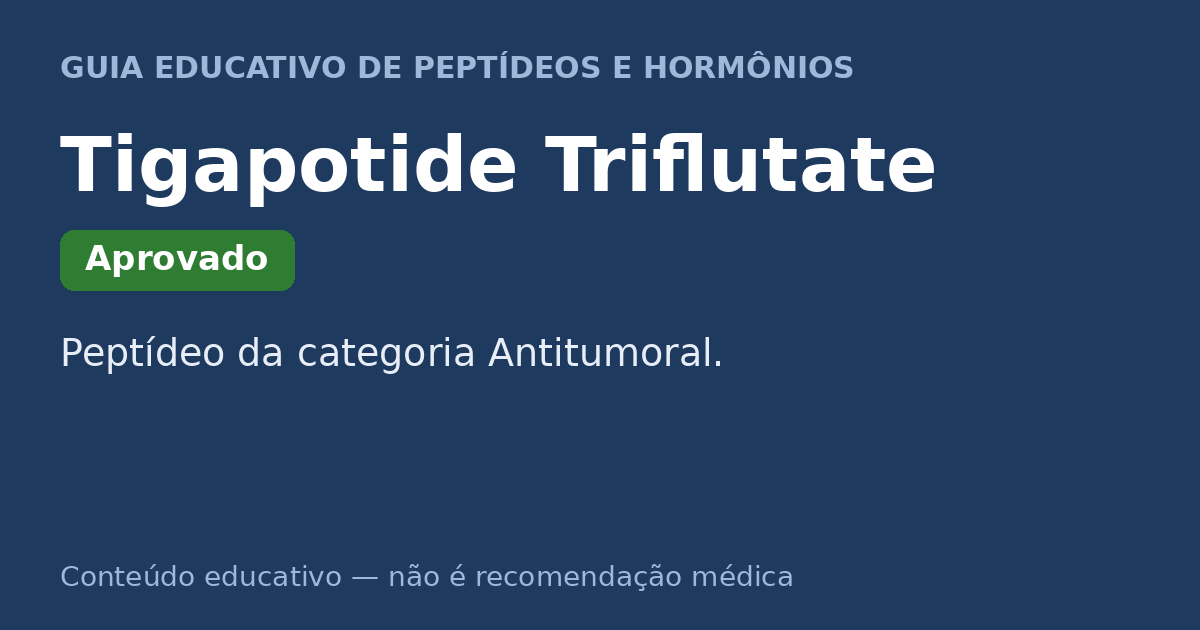 GUIA EDUCATIVO DE PEPTÍDEOS E HORMÔNIOS
Tigapotide Triflutate
Aprovado
Peptídeo da categoria Antitumoral.
Conteúdo educativo — não é recomendação médica